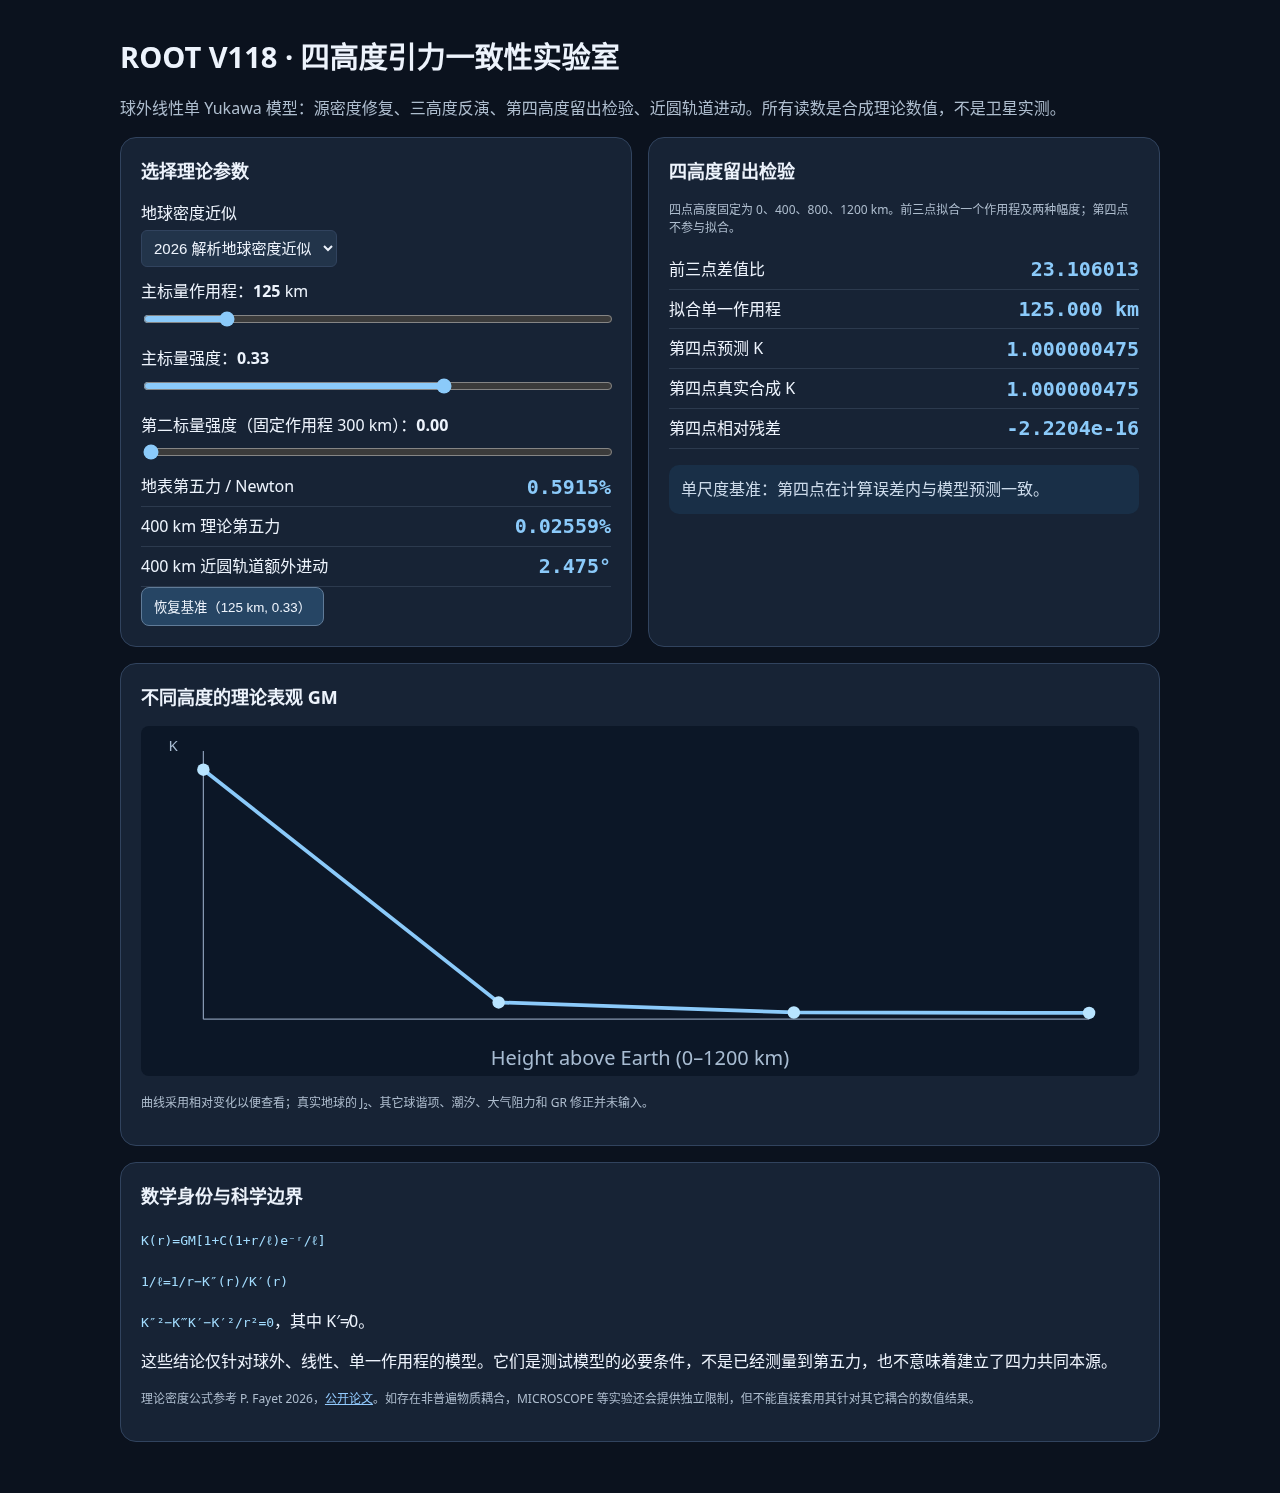 ROOT V118 · 四高度引力一致性实验室
球外线性单 Yukawa 模型：源密度修复、三高度反演、第四高度留出检验、近圆轨道进动。所有读数是合成理论数值，不是卫星实测。
选择理论参数
地球密度近似
2026 解析地球密度近似
主标量作用程：125 km
主标量强度：0.33
第二标量强度（固定作用程 300 km）：0.00
地表第五力 / Newton 0.5915%
400 km 理论第五力 0.02559%
400 km 近圆轨道额外进动 2.475°
恢复基准（125 km, 0.33）
四高度留出检验
四点高度固定为 0、400、800、1200 km。前三点拟合一个作用程及两种幅度；第四点
不参与拟合。
前三点差值比 23.106013
拟合单一作用程 125.000 km
第四点预测 K 1.000000475
第四点真实合成 K 1.000000475
第四点相对残差 -2.2204e-16
单尺度基准：第四点在计算误差内与模型预测一致。
不同高度的理论表观 GM
K
Height above Earth (0–1200 km)
曲线采用相对变化以便查看；真实地球的 J₂、其它球谐项、潮汐、大气阻力和 GR 修正并未输入。
数学身份与科学边界
K(r)=GM[1+C(1+r/ℓ)e⁻ʳ/ℓ]
1/ℓ=1/r−K″(r)/K′(r)
K″²−K‴K′−K′²/r²=0，其中 K′≠0。
这些结论仅针对球外、线性、单一作用程的模型。它们是测试模型的必要条件，不是已经测量到第五力，也不意味着建立了四力共同本源。
理论密度公式参考 P. Fayet 2026，公开论文。如存在非普遍物质耦合，MICROSCOPE 等实验还会提供独立限制，但不能直接套用其针对其它耦合的数值结果。